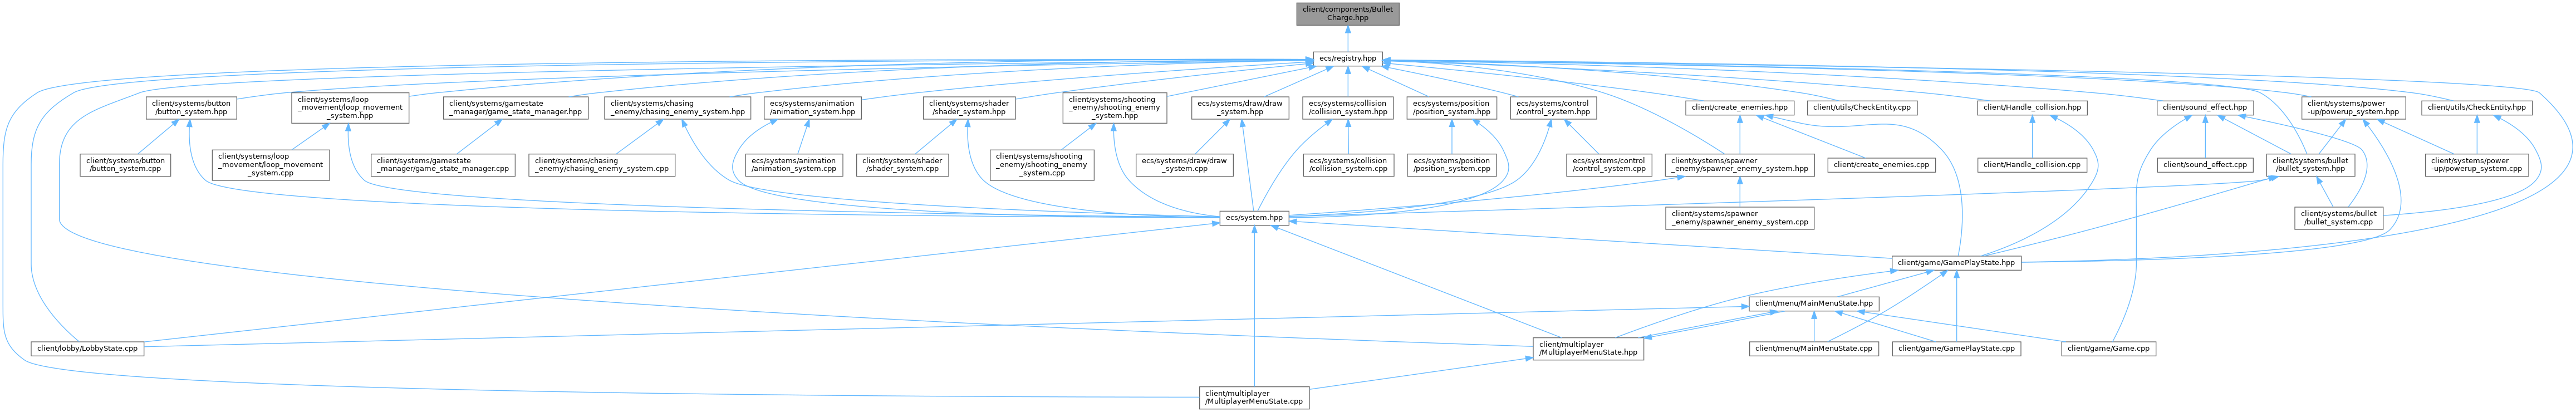 client/components/Bullet
Charge.hpp
ecs/registry.hpp
client/systems/button
/button_system.hpp
client/systems/loop
_movement/loop_movement
_system.hpp
client/systems/gamestate
_manager/game_state_manager.hpp
client/systems/chasing
_enemy/chasing_enemy_system.hpp
ecs/systems/animation
/animation_system.hpp
client/systems/shader
/shader_system.hpp
client/systems/shooting
_enemy/shooting_enemy
_system.hpp
ecs/systems/draw/draw
_system.hpp
ecs/systems/collision
/collision_system.hpp
ecs/systems/position
/position_system.hpp
ecs/systems/control
/control_system.hpp
client/create_enemies.hpp
client/utils/CheckEntity.cpp
client/Handle_collision.hpp
client/sound_effect.hpp
client/systems/power
-up/powerup_system.hpp
client/utils/CheckEntity.hpp
client/systems/button
/button_system.cpp
client/systems/loop
_movement/loop_movement
_system.cpp
client/systems/gamestate
_manager/game_state_manager.cpp
client/systems/chasing
_enemy/chasing_enemy_system.cpp
ecs/systems/animation
/animation_system.cpp
client/systems/shader
/shader_system.cpp
client/systems/shooting
_enemy/shooting_enemy
_system.cpp
ecs/systems/draw/draw
_system.cpp
ecs/systems/collision
/collision_system.cpp
ecs/systems/position
/position_system.cpp
ecs/systems/control
/control_system.cpp
client/systems/spawner
_enemy/spawner_enemy_system.hpp
client/create_enemies.cpp
client/Handle_collision.cpp
client/sound_effect.cpp
client/systems/bullet
/bullet_system.hpp
client/systems/power
-up/powerup_system.cpp
ecs/system.hpp
client/systems/spawner
_enemy/spawner_enemy_system.cpp
client/systems/bullet
/bullet_system.cpp
client/game/GamePlayState.hpp
client/menu/MainMenuState.hpp
client/lobby/LobbyState.cpp
client/multiplayer
/MultiplayerMenuState.hpp
client/menu/MainMenuState.cpp
client/game/GamePlayState.cpp
client/game/Game.cpp
client/multiplayer
/MultiplayerMenuState.cpp